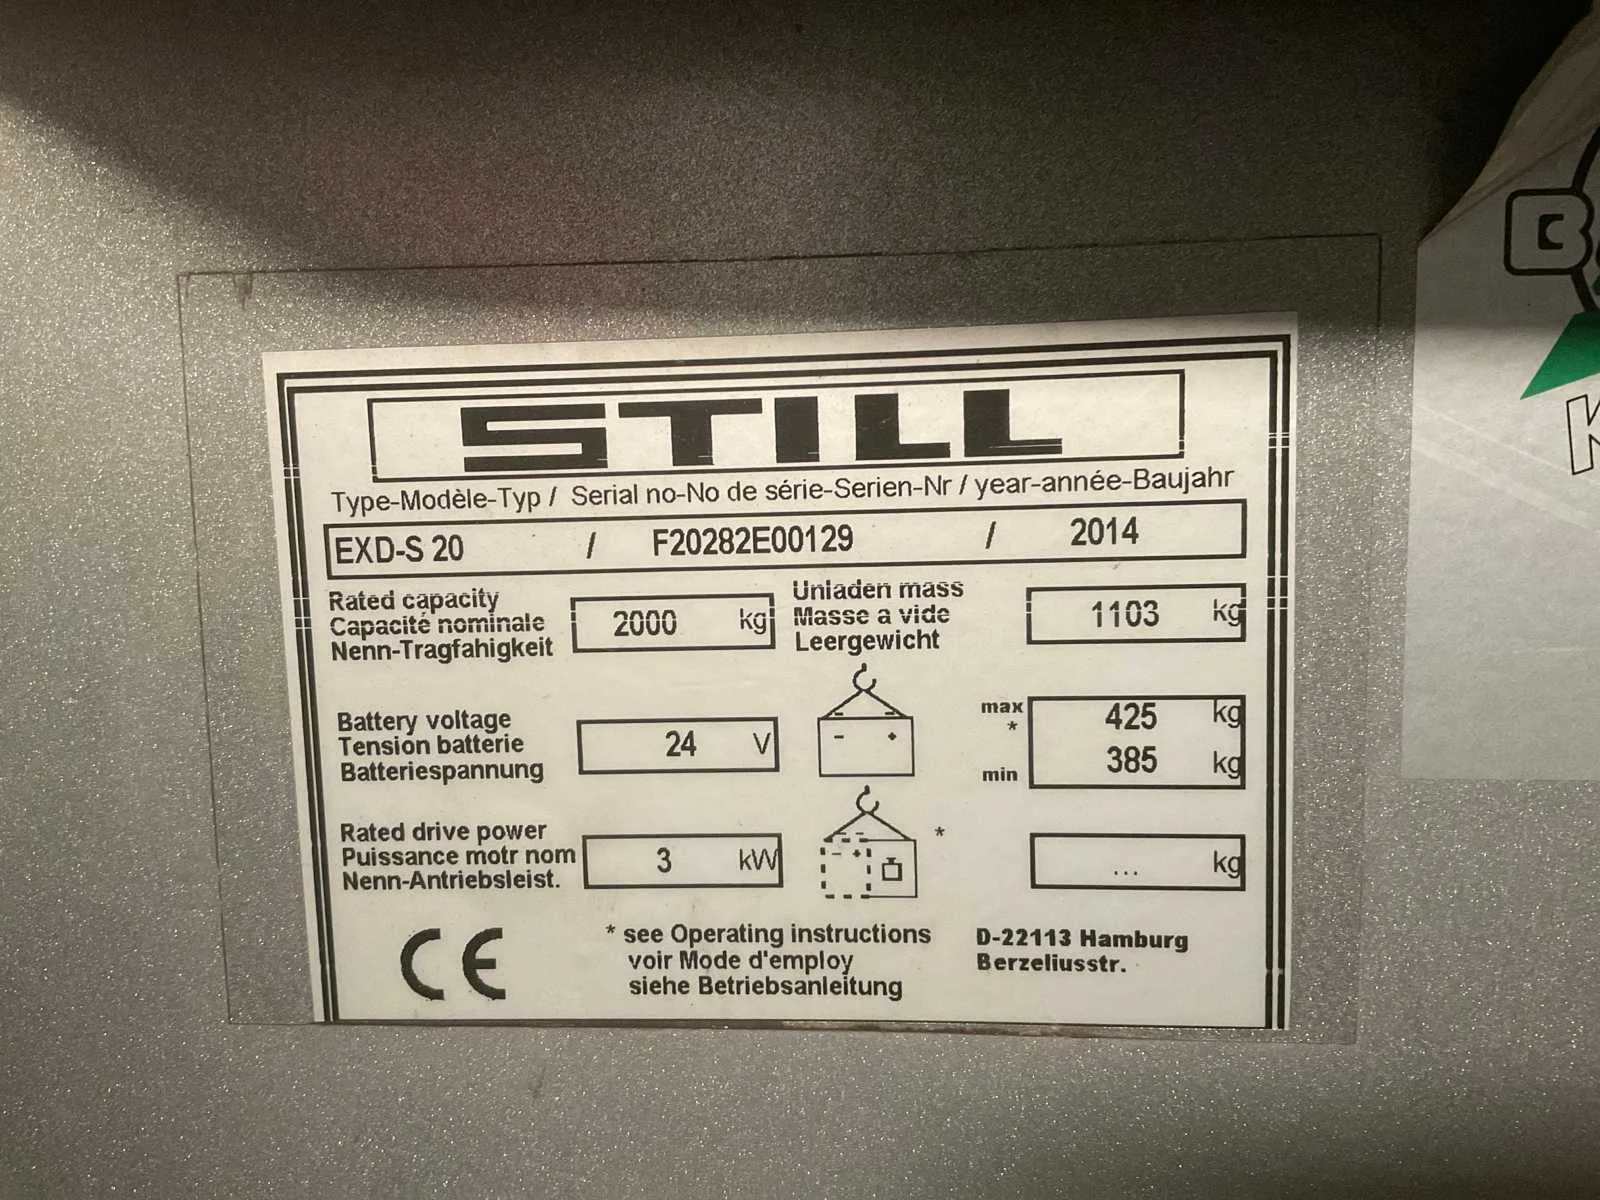 STILL
Type-Modèle-Typ / Serial no-No de série-Serien-Nr / year-année-Baujahr
EXD-S 20 / F20282E00129 / 2014
Rated capacity
Capacité nominale
Nenn-Tragfahigkeit
2000 kg
Unladen mass
Masse a vide
Leergewicht
1103 kg
Battery voltage
Tension batterie
Batteriespannung
24 V
- +
max
*
min
425 kg
385 kg
Rated drive power
Puissance motr nom
Nenn-Antriebsleist.
3 kW
- +
*
... kg
CE
* see Operating instructions
voir Mode d'employ
siehe Betriebsanleitung
D-22113 Hamburg
Berzeliusstr.
B
K